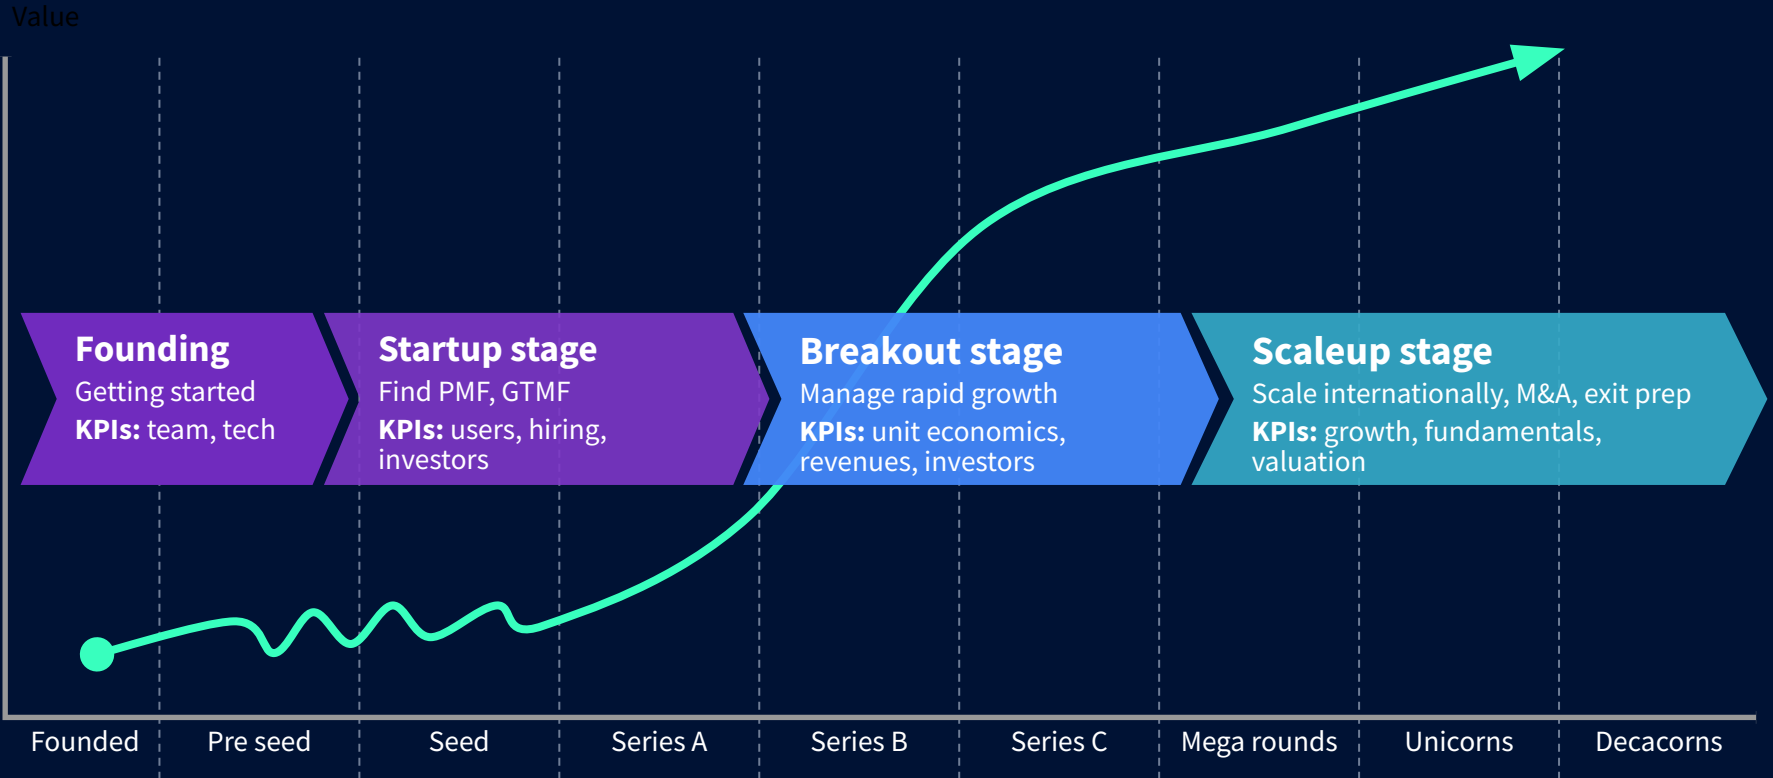 Value
Founding
Getting started
KPIs: team, tech
Startup stage
Find PMF, GTMF
KPIs: users, hiring,
investors
Breakout stage
Manage rapid growth
KPIs: unit economics,
revenues, investors
Scaleup stage
Scale internationally, M&A, exit prep
KPIs: growth, fundamentals,
valuation
Founded
Pre seed
Seed
Series A
Series B
Series C
Mega rounds
Unicorns
Decacorns